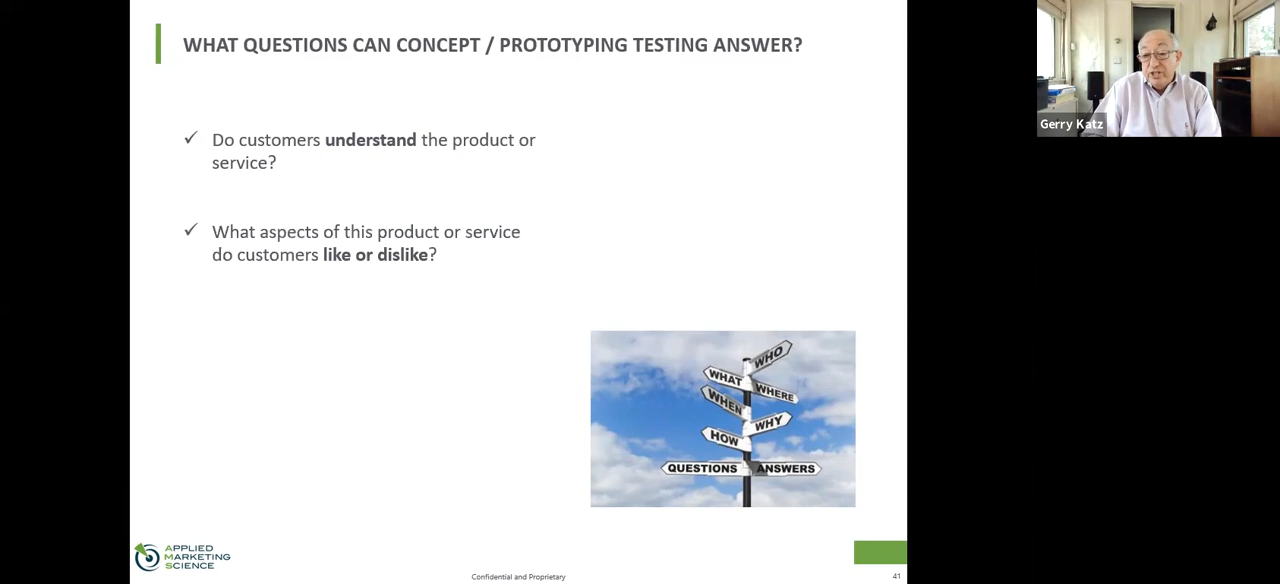 WHAT QUESTIONS CAN CONCEPT / PROTOTYPING TESTING ANSWER?
✓ Do customers understand the product or
service?
✓ What aspects of this product or service
do customers like or dislike?
WHO
WHAT
WHERE
WHEN
WHY
HOW
QUESTIONS ANSWERS
APPLIED
MARKETING
SCIENCE
Confidential and Proprietary
41
Gerry Katz